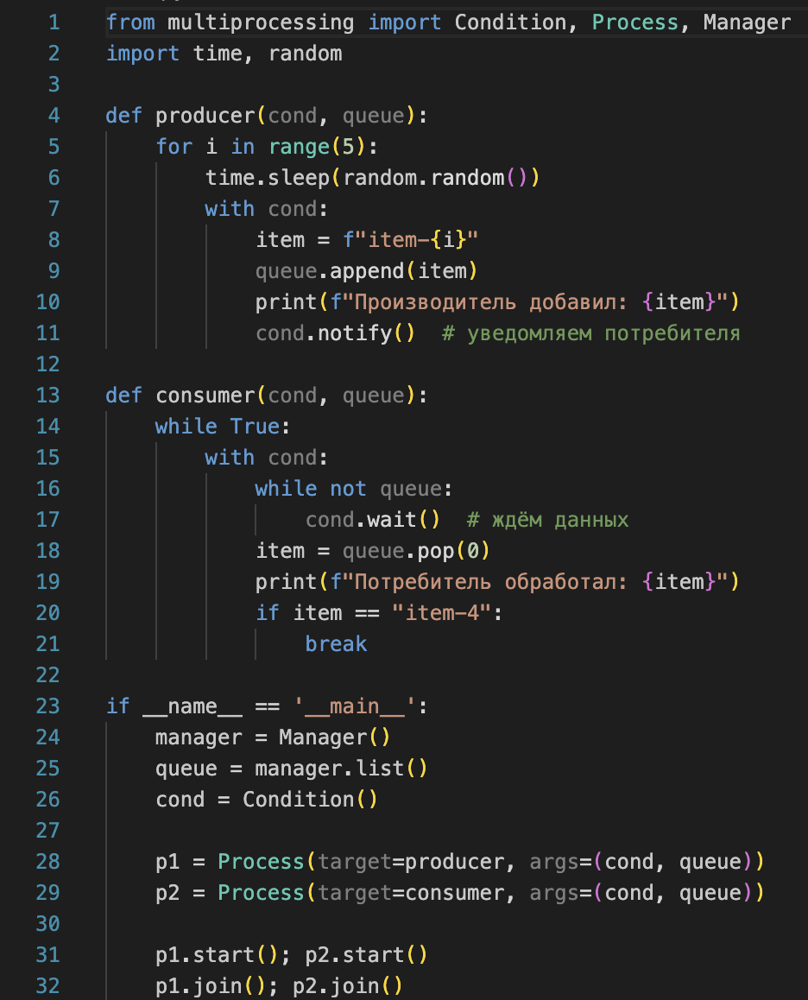 1 from multiprocessing import Condition, Process, Manager
2 import time, random
3
4 def producer(cond, queue):
5     for i in range(5):
6         time.sleep(random.random())
7         with cond:
8             item = f"item-{i}"
9             queue.append(item)
10             print(f"Производитель добавил: {item}")
11             cond.notify()  # уведомляем потребителя
12
13 def consumer(cond, queue):
14     while True:
15         with cond:
16             while not queue:
17                 cond.wait()  # ждём данных
18             item = queue.pop(0)
19             print(f"Потребитель обработал: {item}")
20             if item == "item-4":
21                 break
22
23 if __name__ == '__main__':
24     manager = Manager()
25     queue = manager.list()
26     cond = Condition()
27
28     p1 = Process(target=producer, args=(cond, queue))
29     p2 = Process(target=consumer, args=(cond, queue))
30
31     p1.start(); p2.start()
32     p1.join(); p2.join()